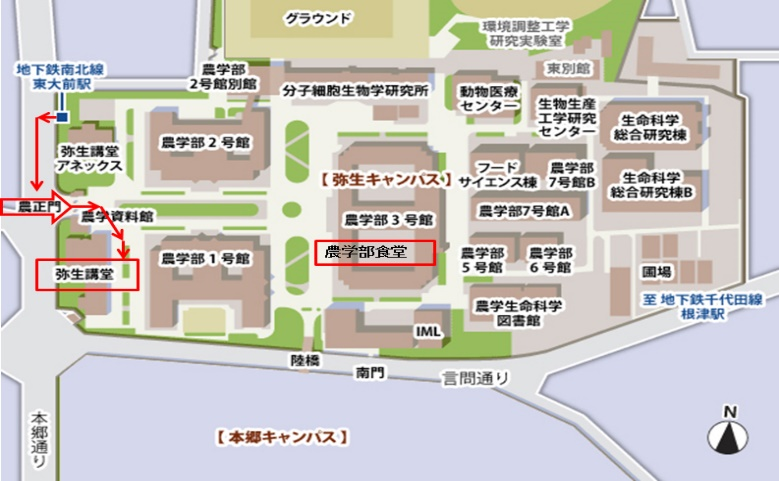 グラウンド
環境調整工学
研究実験室
地下鉄南北線
東大前駅
農学部
2号館別館
分子細胞生物学研究所
動物医療
センター
東別館
生物生産
工学研究
センター
生命科学
総合研究棟
弥生講堂
アネックス
農学部2号館
【 弥生キャンパス 】
フード
サイエンス棟
農学部
7号館B
生命科学
総合研究棟B
農正門
農学資料館
農学部3号館
農学部7号館A
弥生講堂
農学部1号館
農学部食堂
農学部
5号館
農学部
6号館
圃場
農学生命科学
図書館
至 地下鉄千代田線
根津駅
IML
陸橋
南門
言問通り
本郷通り
【 本郷キャンパス 】
N